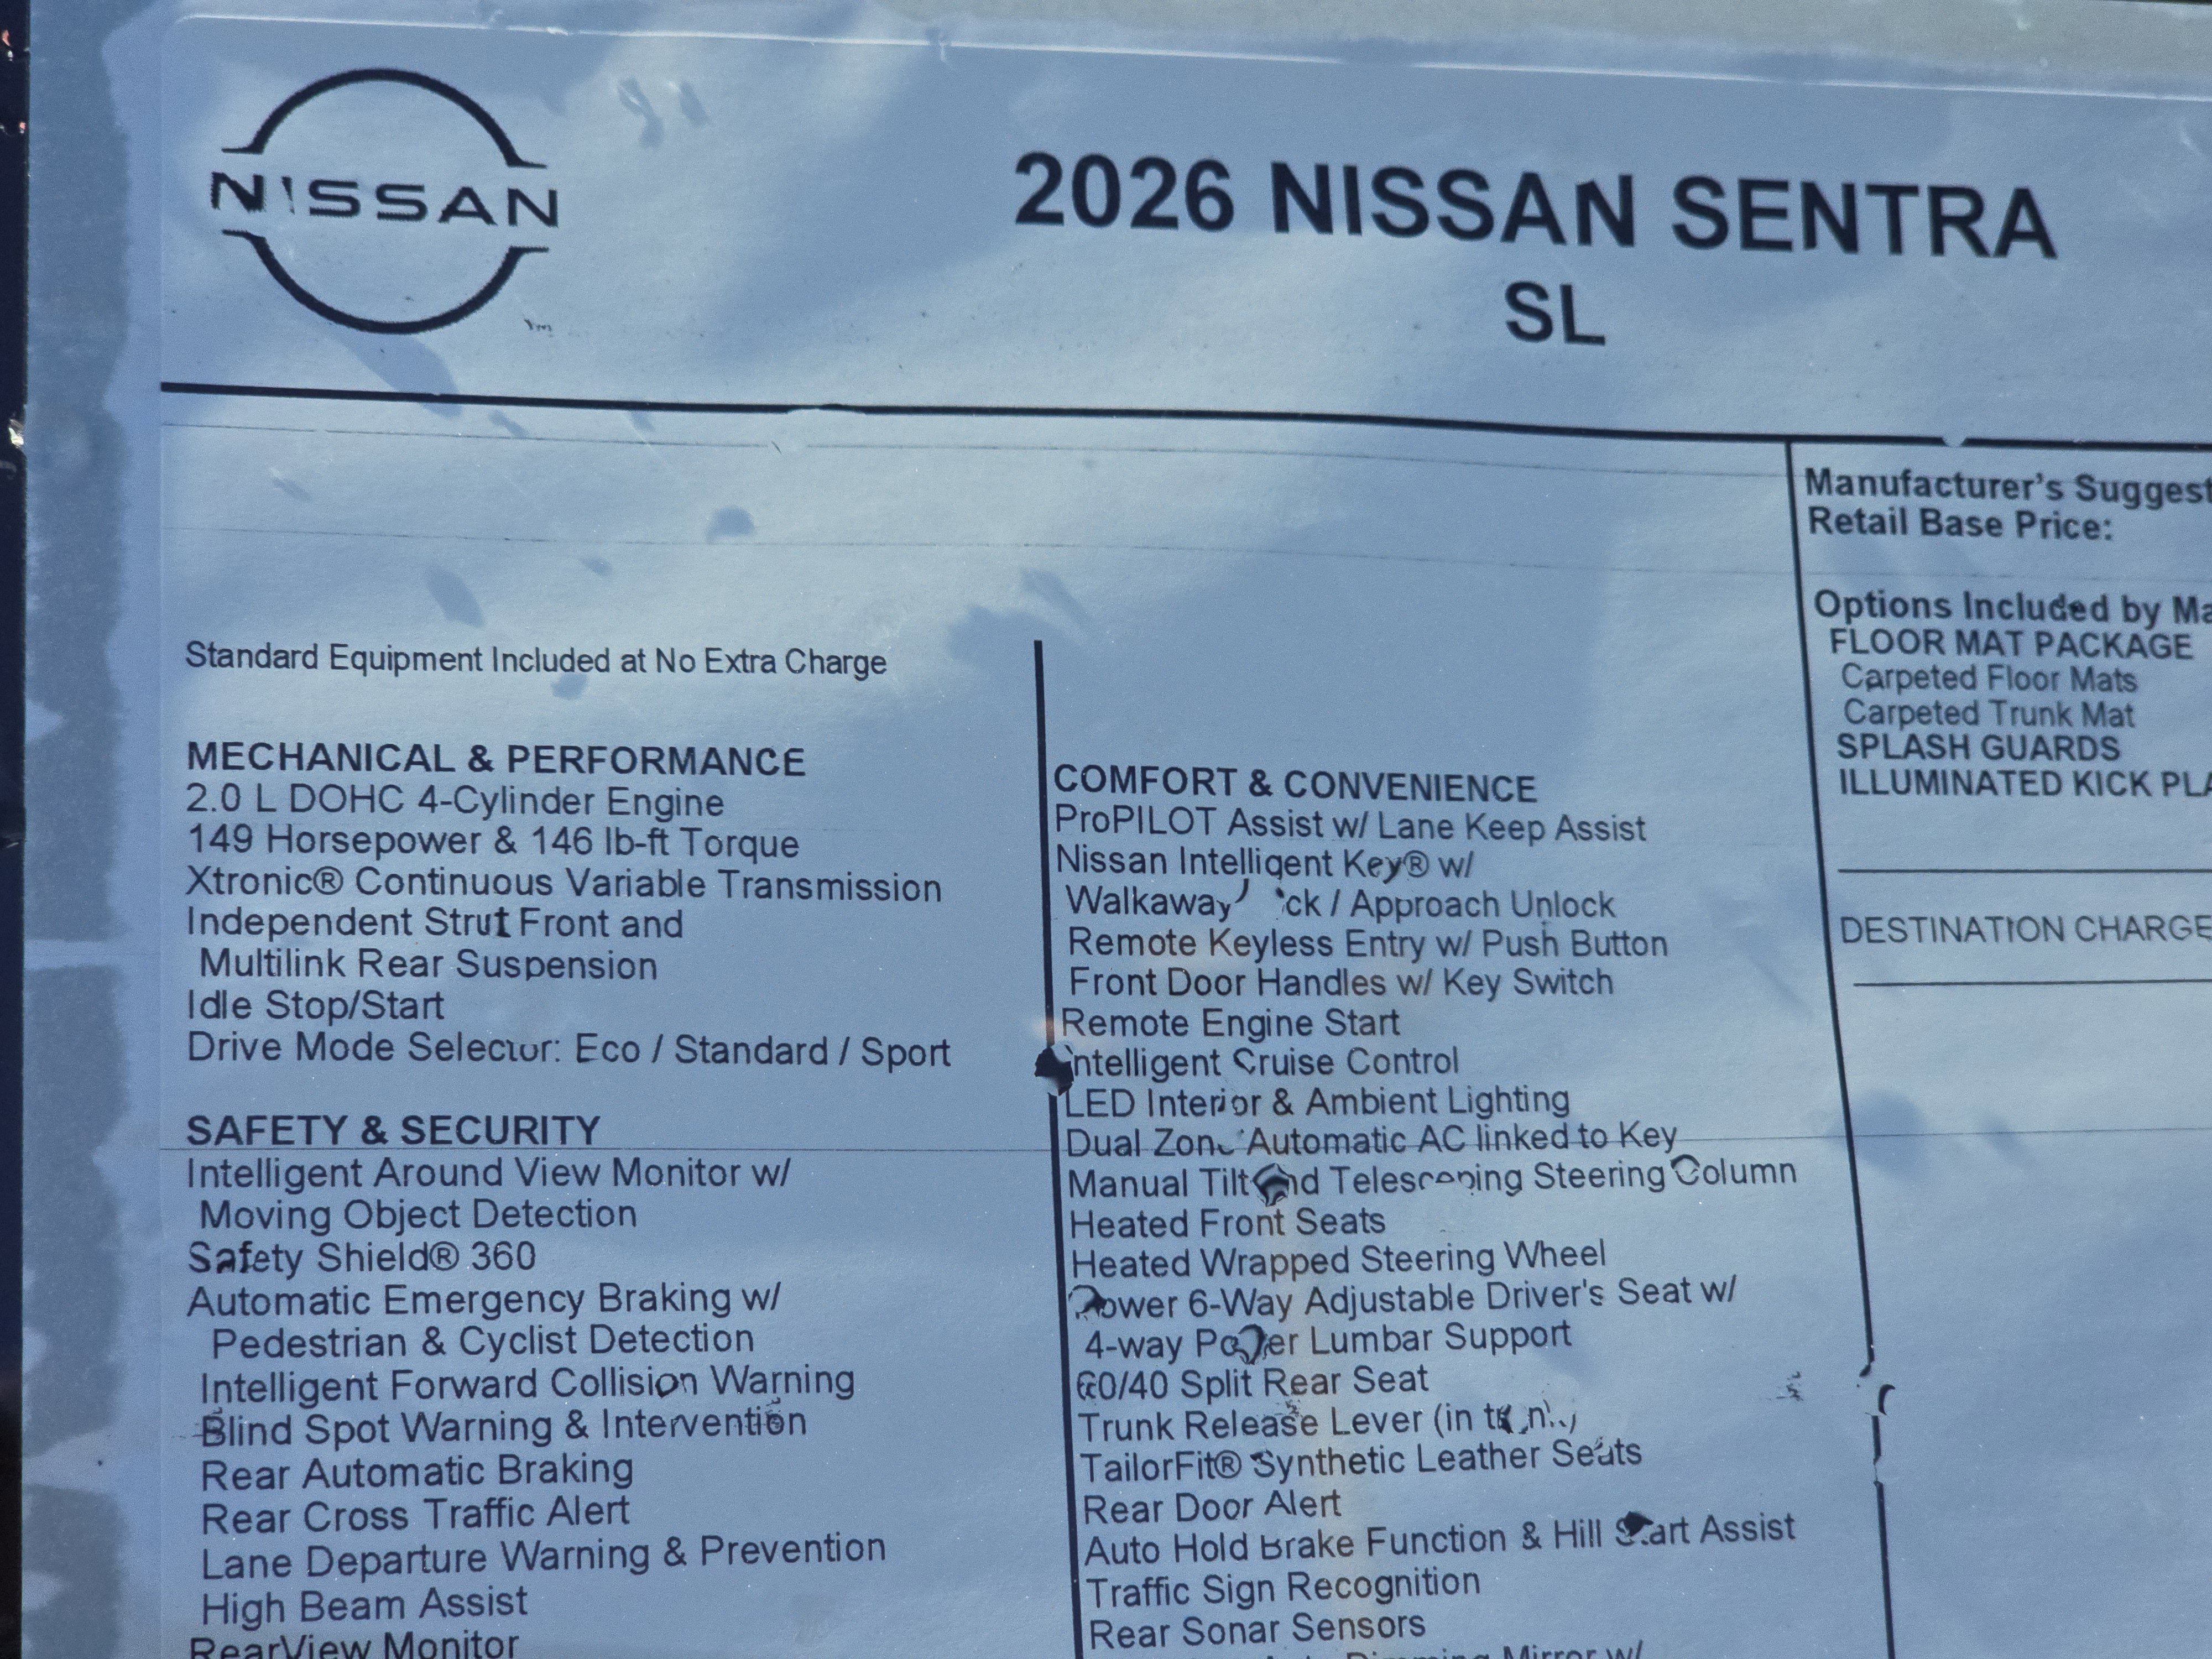 NISSAN
2026 NISSAN SENTRA
SL
Standard Equipment Included at No Extra Charge
MECHANICAL & PERFORMANCE
2.0 L DOHC 4-Cylinder Engine
149 Horsepower & 146 lb-ft Torque
Xtronic® Continuous Variable Transmission
Independent Strut Front and
Multilink Rear Suspension
Idle Stop/Start
Drive Mode Selector: Eco / Standard / Sport
SAFETY & SECURITY
Intelligent Around View Monitor w/
Moving Object Detection
Safety Shield® 360
Automatic Emergency Braking w/
Pedestrian & Cyclist Detection
Intelligent Forward Collision Warning
Blind Spot Warning & Intervention
Rear Automatic Braking
Rear Cross Traffic Alert
Lane Departure Warning & Prevention
High Beam Assist
RearView Monitor
COMFORT & CONVENIENCE
ProPILOT Assist w/ Lane Keep Assist
Nissan Intelligent Key® w/
Walkaway / Approach Unlock
Remote Keyless Entry w/ Push Button
Front Door Handles w/ Key Switch
Remote Engine Start
Intelligent Cruise Control
LED Interior & Ambient Lighting
Dual Zone Automatic AC linked to Key
Manual Tilt and Telescoping Steering Column
Heated Front Seats
Heated Wrapped Steering Wheel
Power 6-Way Adjustable Driver's Seat w/
4-way Power Lumbar Support
60/40 Split Rear Seat
Trunk Release Lever (in
TailorFit® Synthetic Leather Seats
Rear Door Alert
Auto Hold Brake Function & Hill Start Assist
Traffic Sign Recognition
Rear Sonar Sensors
Mirror w/
Manufacturer's Suggest
Retail Base Price:
Options Included by Ma
FLOOR MAT PACKAGE
Carpeted Floor Mats
Carpeted Trunk Mat
SPLASH GUARDS
ILLUMINATED KICK PLA
DESTINATION CHARGE